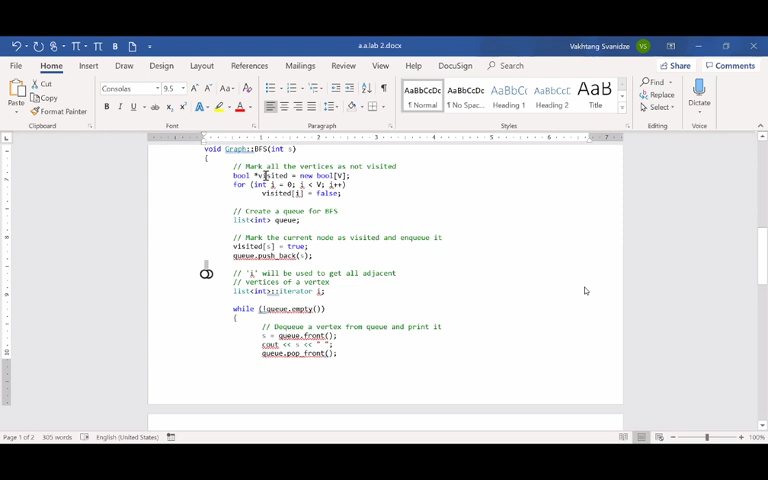 a.a.lab 2.docx
Vakhtang Svanidze
VS
File Home Insert Draw Design Layout References Mailings Review View Help DocuSign Search Share Comments
Paste
Cut
Copy
Format Painter
Consolas 9.5
AaBbCcDc AaBbCcDc AaBbCc AaBbCcC AaB
¶ Normal ¶ No Spac... Heading 1 Heading 2 Title
Find
Replace
Select
Dictate
Clipboard Font Paragraph Styles Editing Voice
void Graph::BFS(int s)
{
// Mark all the vertices as not visited
bool *visited = new bool[V];
for (int i = 0; i < V; i++)
visited[i] = false;
// Create a queue for BFS
list<int> queue;
// Mark the current node as visited and enqueue it
visited[s] = true;
queue.push_back(s);
// 'i' will be used to get all adjacent
// vertices of a vertex
list<int>::iterator i;
while (!queue.empty())
{
// Dequeue a vertex from queue and print it
s = queue.front();
cout << s << " ";
queue.pop_front();
Page 1 of 2 305 words English (United States) 100%